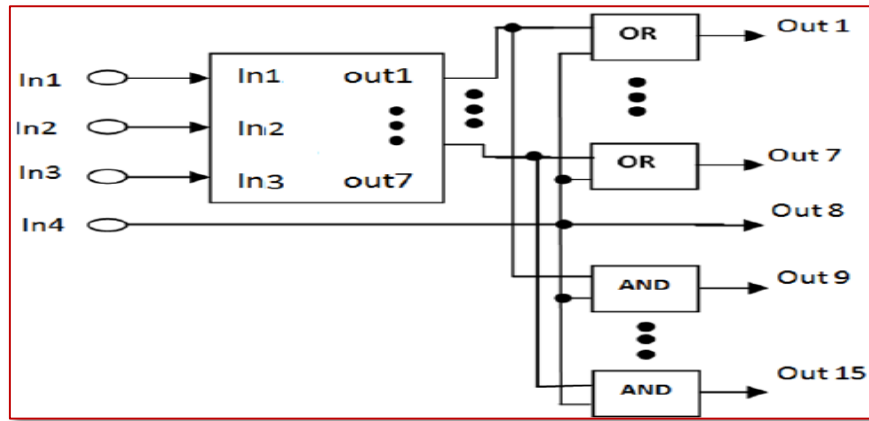 OR Out 1
In1 In1 out1
In2 In2
In3 In3 out7
OR Out 7
In4 Out 8
AND Out 9
AND Out 15